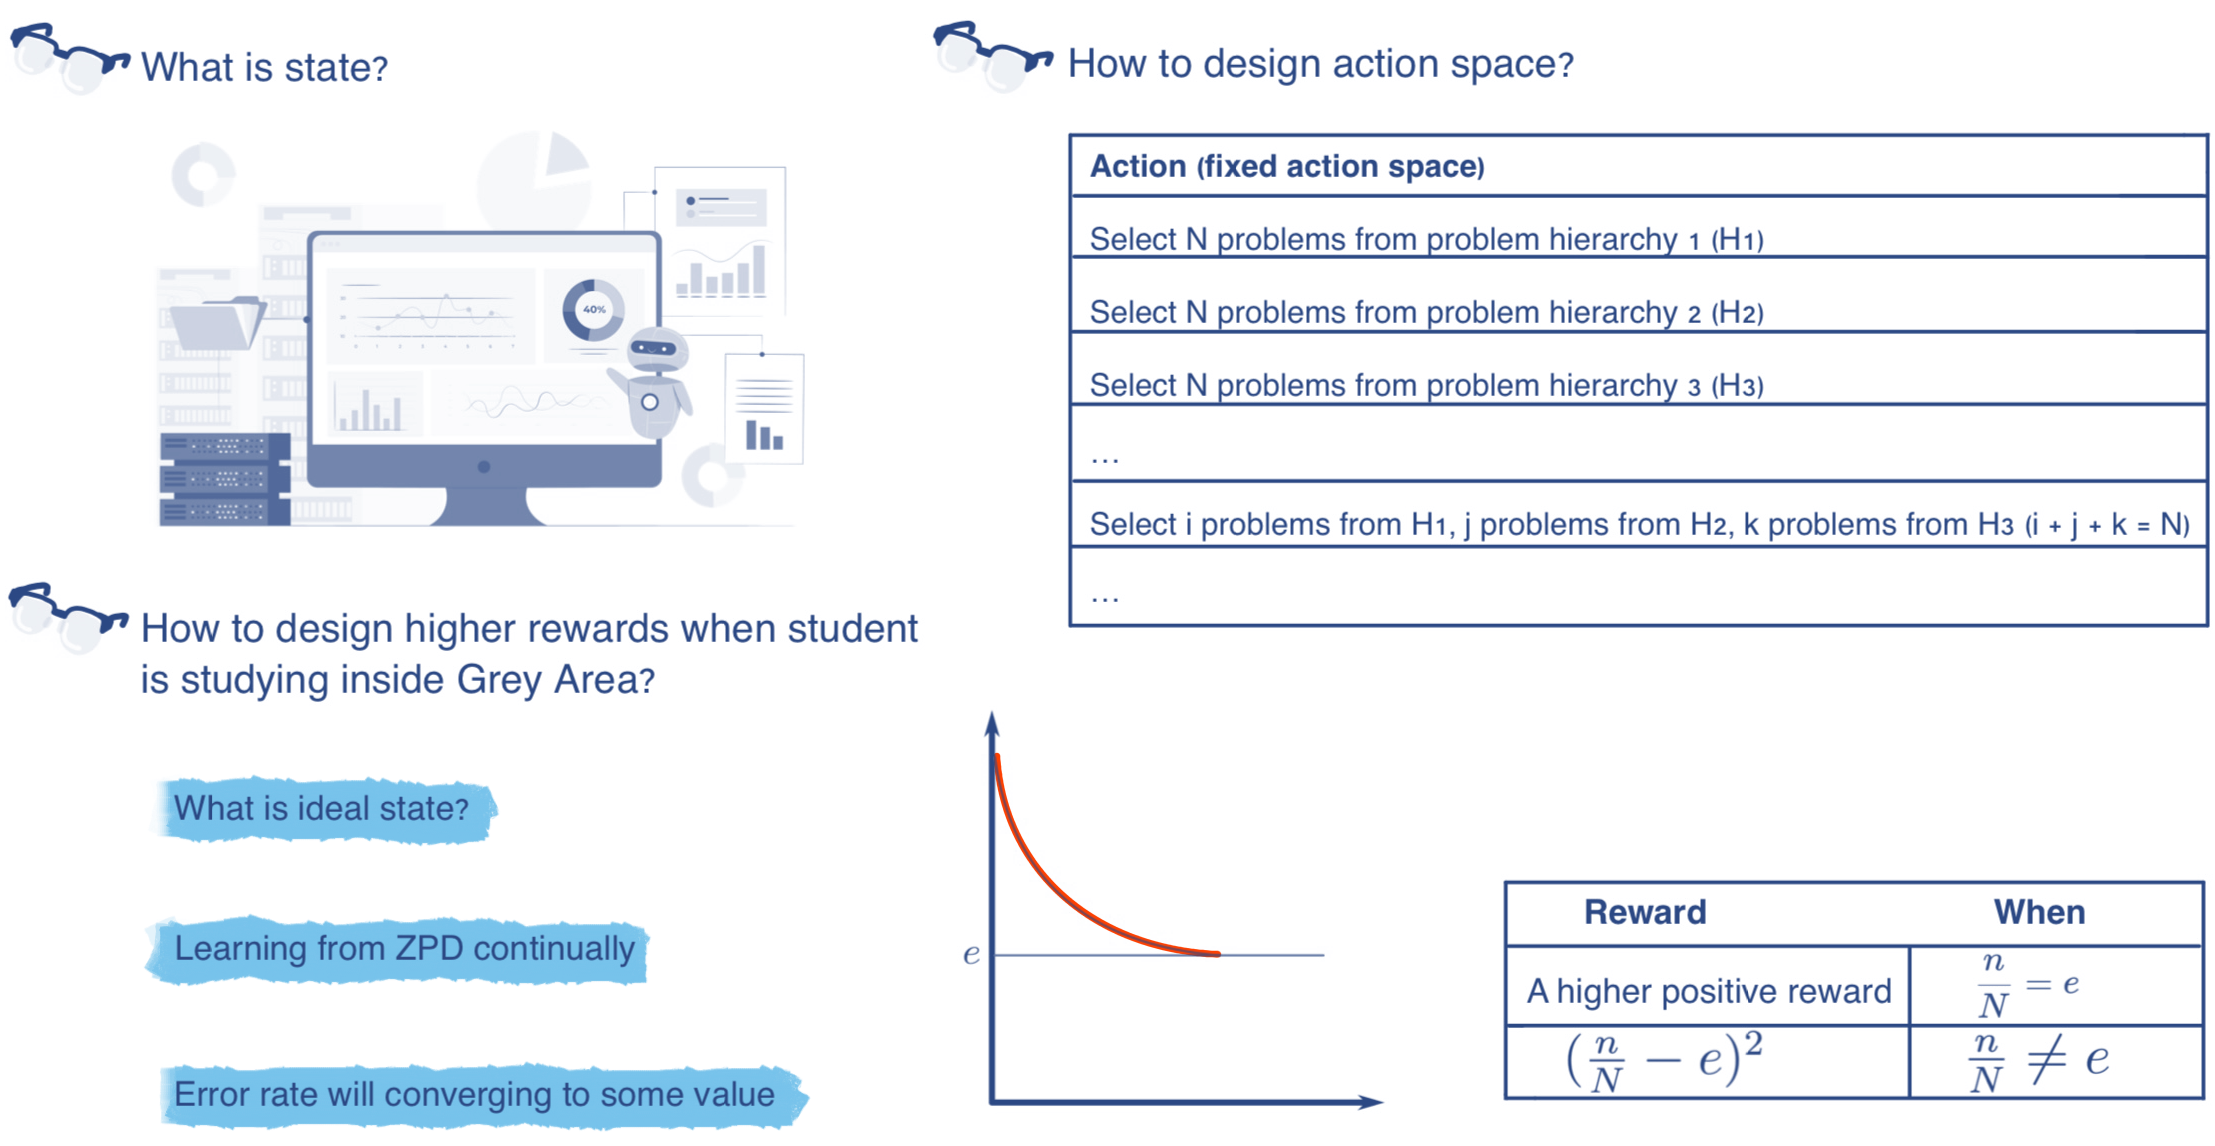 What is state?
40%
How to design action space?
Action (fixed action space)
Select N problems from problem hierarchy 1 (H1)
Select N problems from problem hierarchy 2 (H2)
Select N problems from problem hierarchy 3 (H3)
...
Select i problems from H1, j problems from H2, k problems from H3 (i + j + k = N)
...
How to design higher rewards when student
is studying inside Grey Area?
What is ideal state?
Learning from ZPD continually
Error rate will converging to some value
e
Reward When
A higher positive reward n/N = e
(n/N − e)² n/N ≠ e